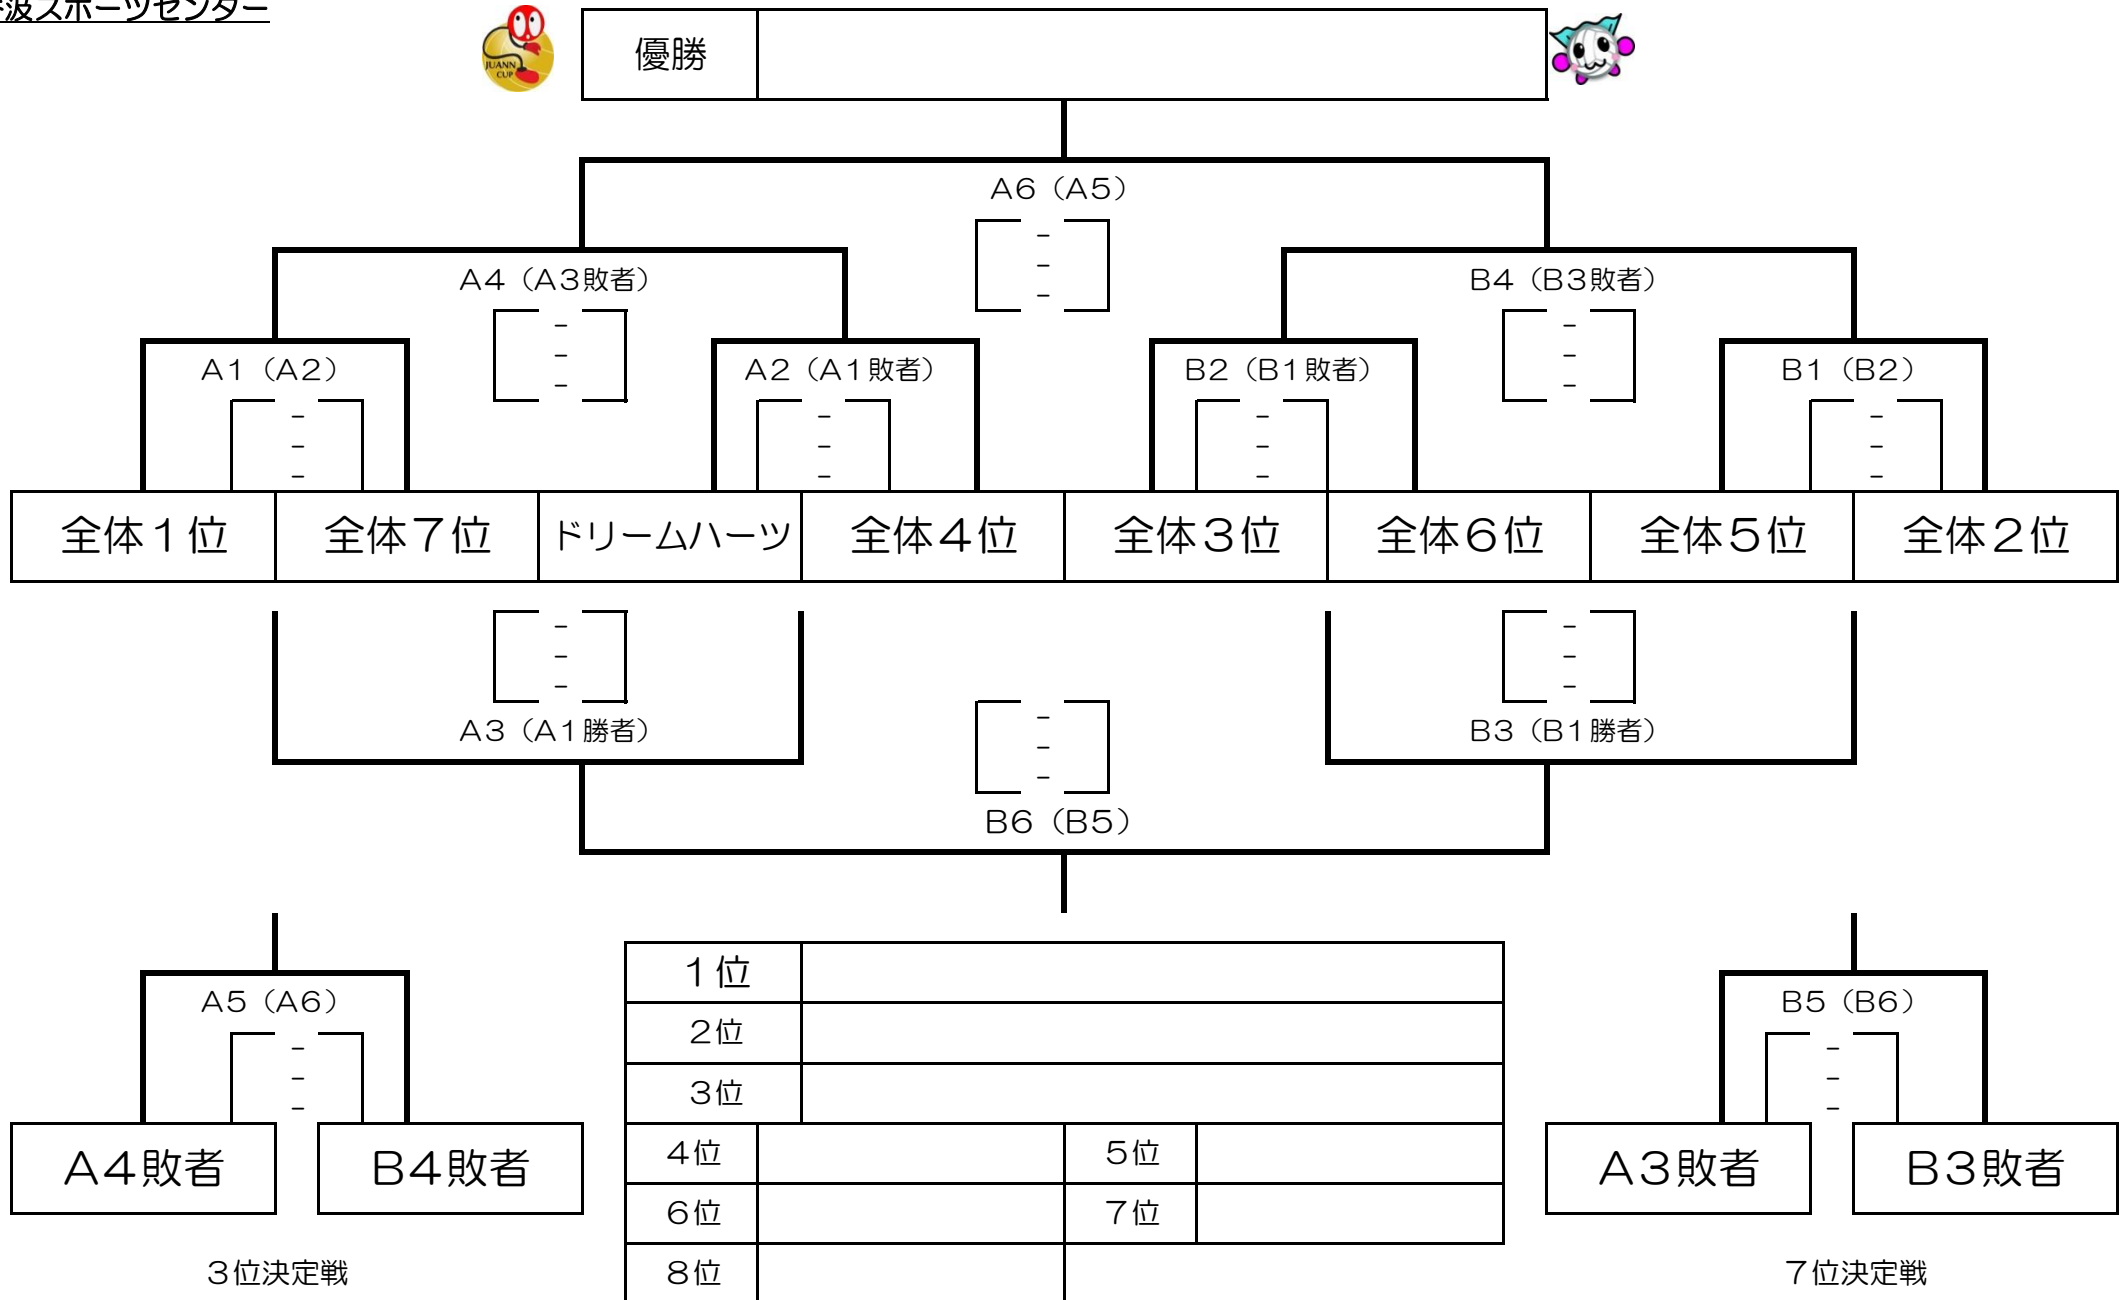 スポーツセンター
JUANN
CUP
優勝
A6（A5）
-
-
-
A4（A3敗者）
-
-
-
B4（B3敗者）
-
-
-
A1（A2）
-
-
-
A2（A1敗者）
-
-
-
B2（B1敗者）
-
-
-
B1（B2）
-
-
-
全体1位 全体7位 ドリームハーツ 全体4位 全体3位 全体6位 全体5位 全体2位
-
-
-
A3（A1勝者）
-
-
-
B3（B1勝者）
-
-
-
B6（B5）
A5（A6）
-
-
-
A4敗者 B4敗者
3位決定戦
1位
2位
3位
4位 5位
6位 7位
8位
B5（B6）
-
-
-
A3敗者 B3敗者
7位決定戦